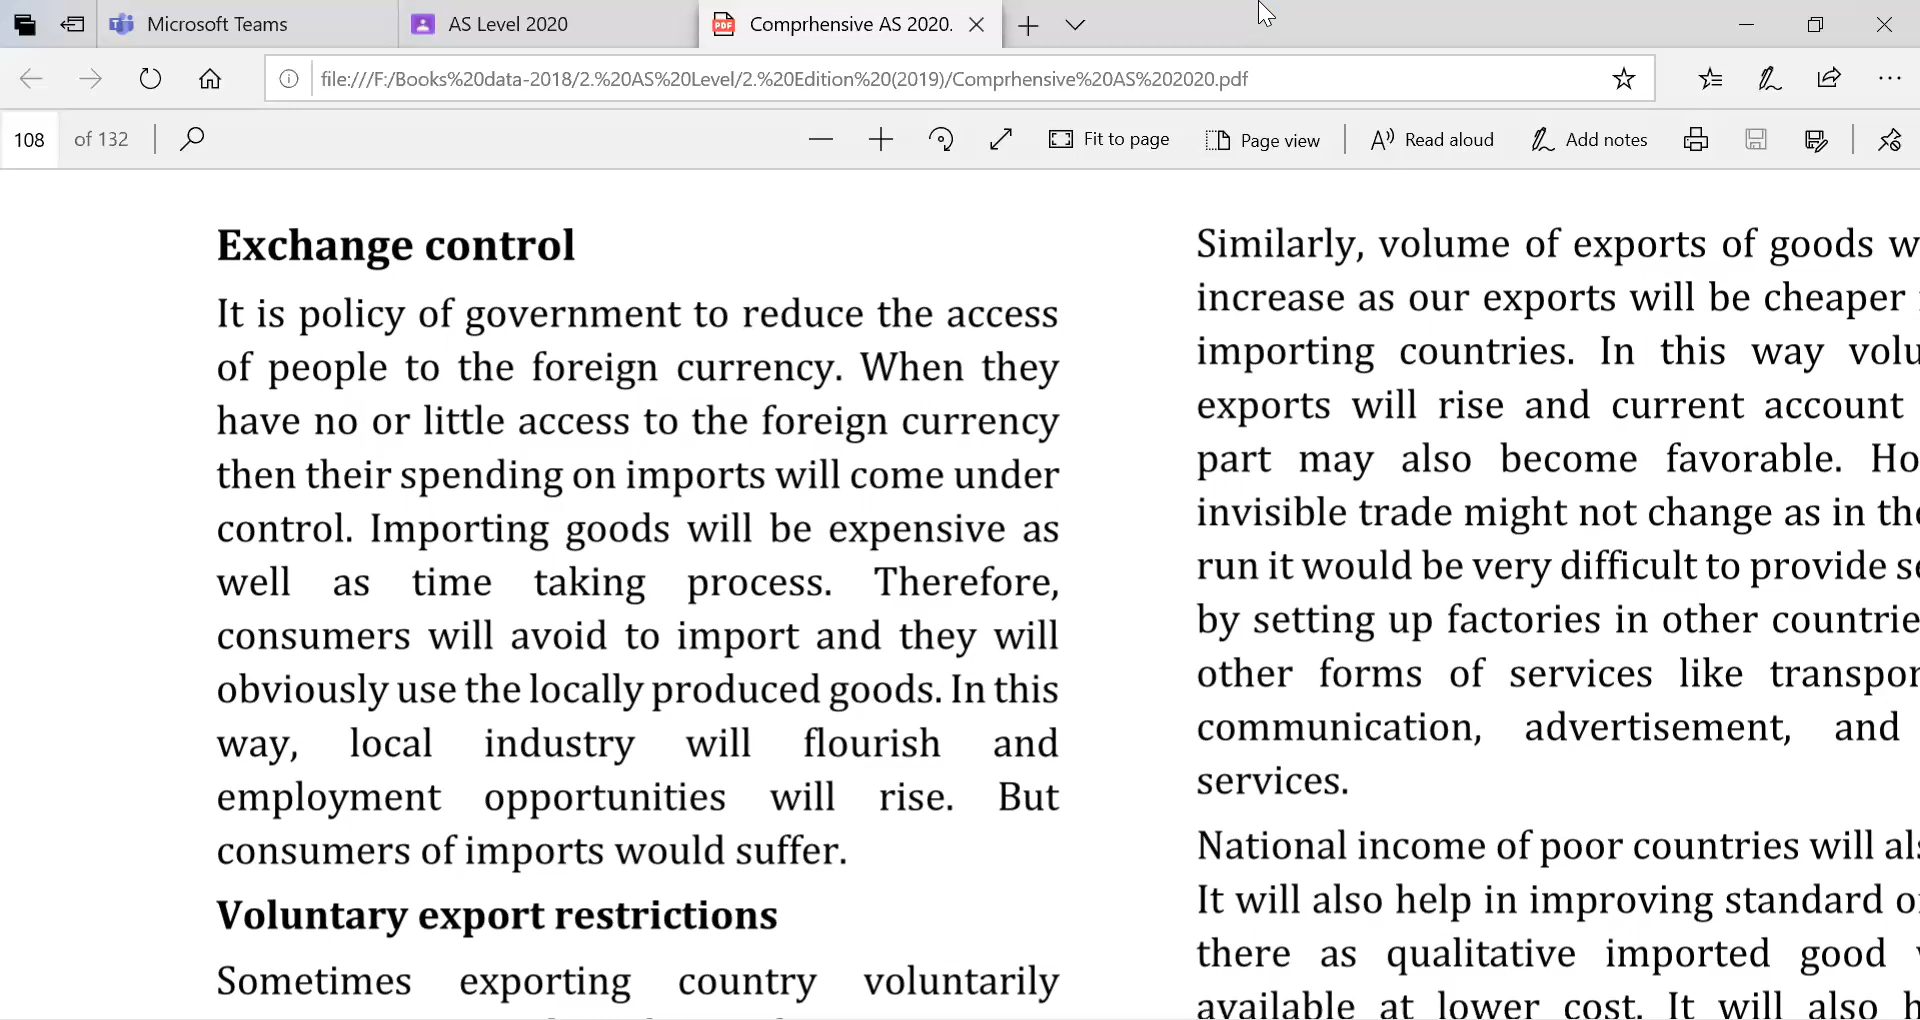 Microsoft Teams
AS Level 2020
Comprhensive AS 2020.
file:///F:/Books%20data-2018/2.%20AS%20Level/2.%20Edition%20(2019)/Comprhensive%20AS%202020.pdf
108 of 132
Fit to page
Page view
Read aloud
Add notes
Exchange control
It is policy of government to reduce the access
of people to the foreign currency. When they
have no or little access to the foreign currency
then their spending on imports will come under
control. Importing goods will be expensive as
well as time taking process. Therefore,
consumers will avoid to import and they will
obviously use the locally produced goods. In this
way, local industry will flourish and
employment opportunities will rise. But
consumers of imports would suffer.
Voluntary export restrictions
Sometimes exporting country voluntarily
Similarly, volume of exports of goods w
increase as our exports will be cheaper
importing countries. In this way volu
exports will rise and current account
part may also become favorable. Ho
invisible trade might not change as in the
run it would be very difficult to provide se
by setting up factories in other countrie
other forms of services like transpor
communication, advertisement, and
services.
National income of poor countries will als
It will also help in improving standard o
there as qualitative imported good
available at lower cost. It will also h